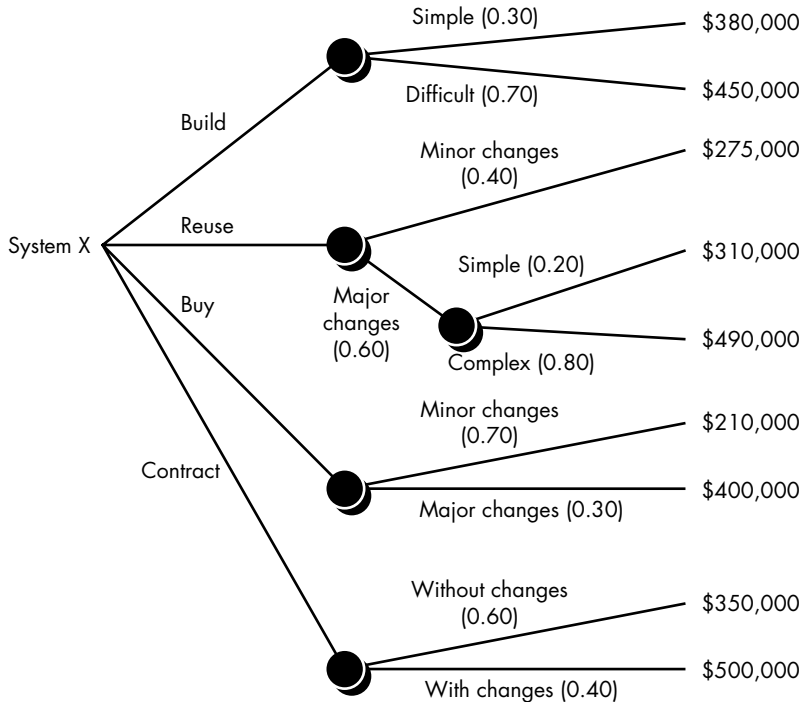 Simple (0.30)
$380,000
Difficult (0.70)
$450,000
Build
Minor changes
(0.40)
$275,000
System X
Reuse
Simple (0.20)
$310,000
Major
changes
(0.60)
Buy
$490,000
Complex (0.80)
Minor changes
(0.70)
$210,000
Contract
$400,000
Major changes (0.30)
Without changes
(0.60)
$350,000
$500,000
With changes (0.40)